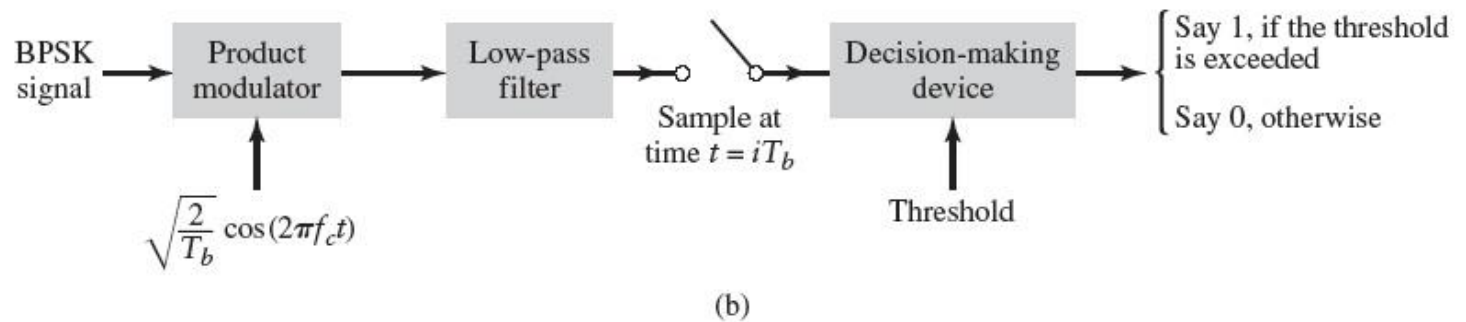 BPSK
signal
Product
modulator
Low-pass
filter
Sample at
time t = iT_b
Decision-making
device
Say 1, if the threshold
is exceeded
Say 0, otherwise
√(2/T_b) cos(2πf_ct)
Threshold
(b)